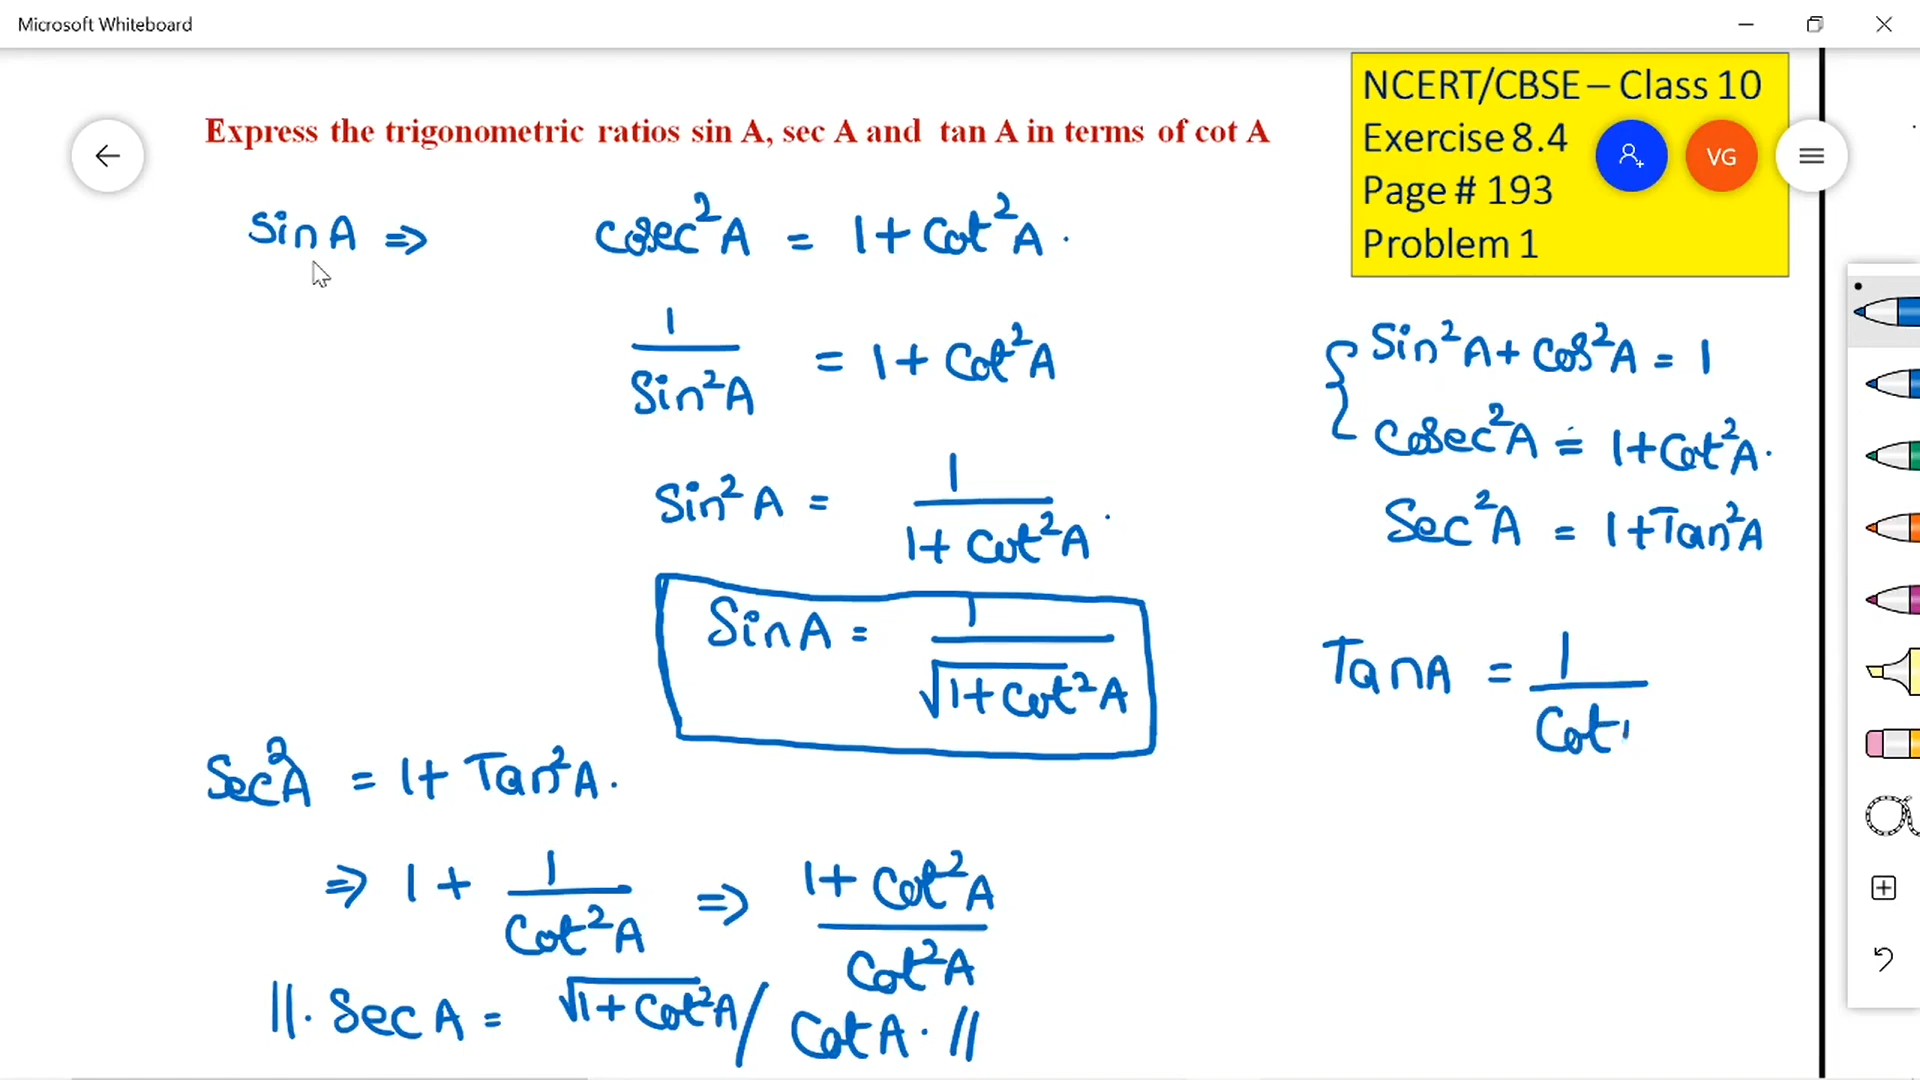 Microsoft Whiteboard
NCERT/CBSE – Class 10
Exercise 8.4
Page # 193
Problem 1
VG
Express the trigonometric ratios sin A, sec A and tan A in terms of cot A
Sin A ⇒ Cosec²A = 1 + Cot²A.
1/Sin²A = 1 + Cot²A
Sin²A = 1/(1 + Cot²A).
Sin A = 1/√(1 + Cot²A)
Sec²A = 1 + Tan²A.
⇒ 1 + 1/Cot²A ⇒ (1 + Cot²A)/Cot²A
||. Sec A = √(1 + Cot²A) / Cot A. //
{ Sin²A + Cos²A = 1
Cosec²A = 1 + Cot²A.
Sec²A = 1 + Tan²A
Tan A = 1/Cot